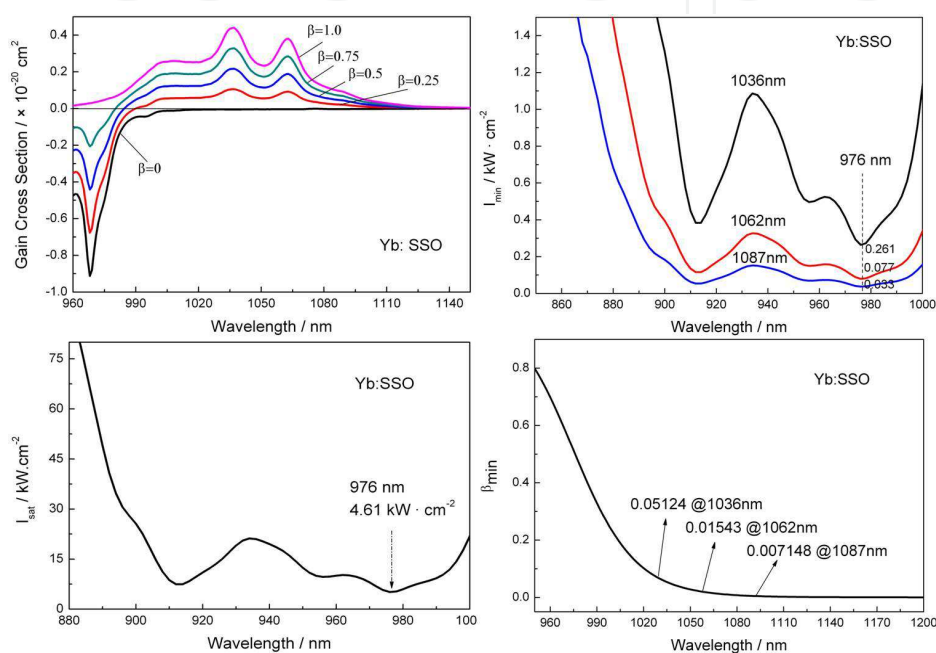 Gain Cross Section / × 10⁻²⁰ cm²
0.4
0.2
0.0
-0.2
-0.4
-0.6
-0.8
-1.0
β=1.0
β=0.75
β=0.5
β=0.25
β=0
Yb: SSO
960 990 1020 1050 1080 1110 1140
Wavelength / nm
I_min / kW · cm⁻²
1.4
1.2
1.0
0.8
0.6
0.4
0.2
0.0
Yb:SSO
1036nm
976 nm
1062nm
1087nm
0.261
0.077
0.033
860 880 900 920 940 960 980 1000
Wavelength / nm
I_sat / kW.cm⁻²
75
60
45
30
15
0
Yb:SSO
976 nm
4.61 kW · cm⁻²
880 900 920 940 960 980 100
Wavelength / nm
β_min
0.8
0.6
0.4
0.2
0.0
Yb:SSO
0.05124 @1036nm
0.01543 @1062nm
0.007148 @1087nm
960 990 1020 1050 1080 1110 1140 1170 1200
Wavelength / nm